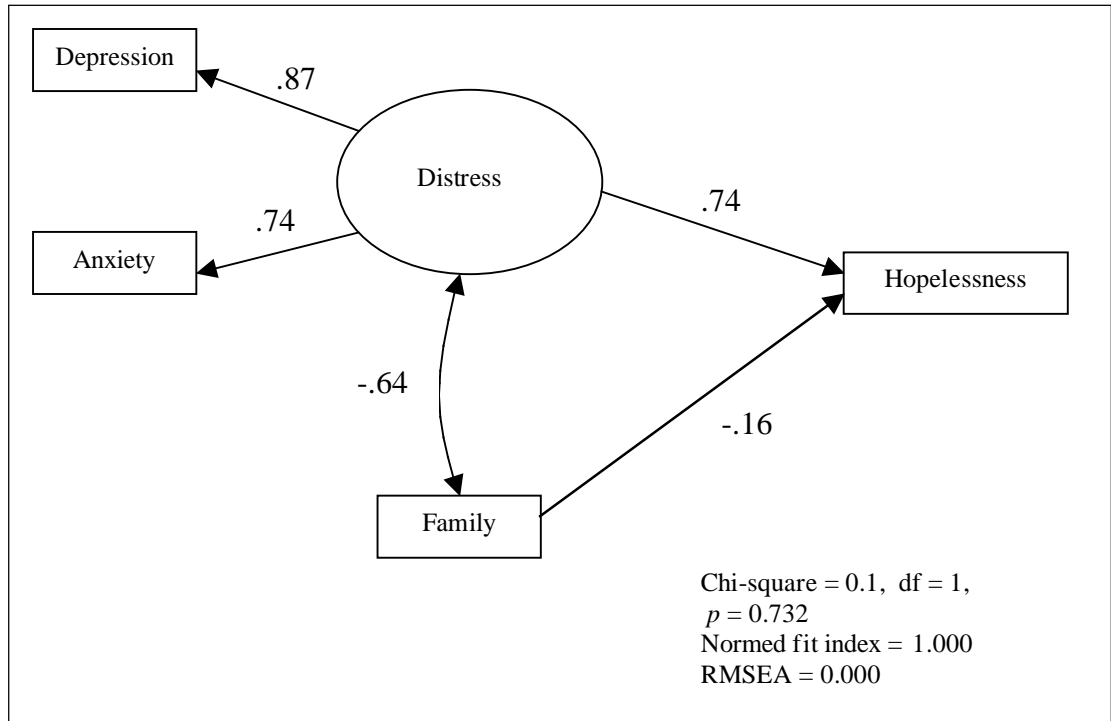 Depression
.87
Distress
.74
.74
Anxiety
Hopelessness
-.64
-.16
Family
Chi-square = 0.1, df = 1,
p = 0.732
Normed fit index = 1.000
RMSEA = 0.000